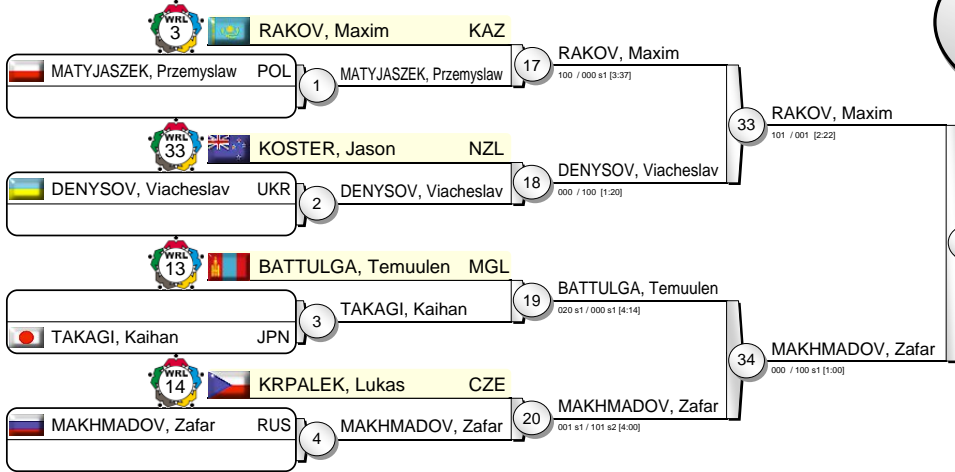 WRL 3 RAKOV, Maxim KAZ
MATYJASZEK, Przemyslaw POL
1 MATYJASZEK, Przemyslaw
17 RAKOV, Maxim
100 / 000 s1 [3:37]
WRL 33 KOSTER, Jason NZL
DENYSOV, Viacheslav UKR
2 DENYSOV, Viacheslav
18 DENYSOV, Viacheslav
000 / 100 [1:20]
33 RAKOV, Maxim
101 / 001 [2:22]
WRL 13 BATTULGA, Temuulen MGL
TAKAGI, Kaihan JPN
3 TAKAGI, Kaihan
19 BATTULGA, Temuulen
020 s1 / 000 s1 [4:14]
WRL 14 KRPALEK, Lukas CZE
MAKHMADOV, Zafar RUS
4 MAKHMADOV, Zafar
20 MAKHMADOV, Zafar
001 s1 / 101 s2 [4:00]
34 MAKHMADOV, Zafar
000 / 100 s1 [1:00]